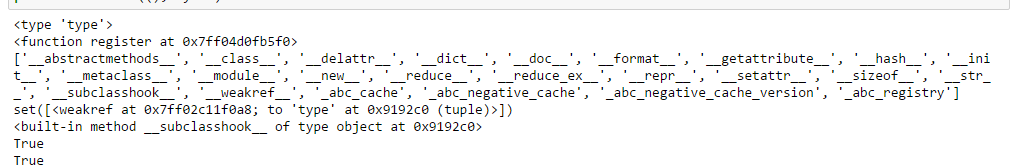 <type 'type'>
<function register at 0x7ff04d0fb5f0>
['__abstractmethods__', '__class__', '__delattr__', '__dict__', '__doc__', '__format__', '__getattribute__', '__hash__', '__ini
t__', '__metaclass__', '__module__', '__new__', '__reduce__', '__reduce_ex__', '__repr__', '__setattr__', '__sizeof__', '__str_
_', '__subclasshook__', '__weakref__', '_abc_cache', '_abc_negative_cache', '_abc_negative_cache_version', '_abc_registry']
set([<weakref at 0x7ff02c11f0a8; to 'type' at 0x9192c0 (tuple)>])
<built-in method __subclasshook__ of type object at 0x9192c0>
True
True